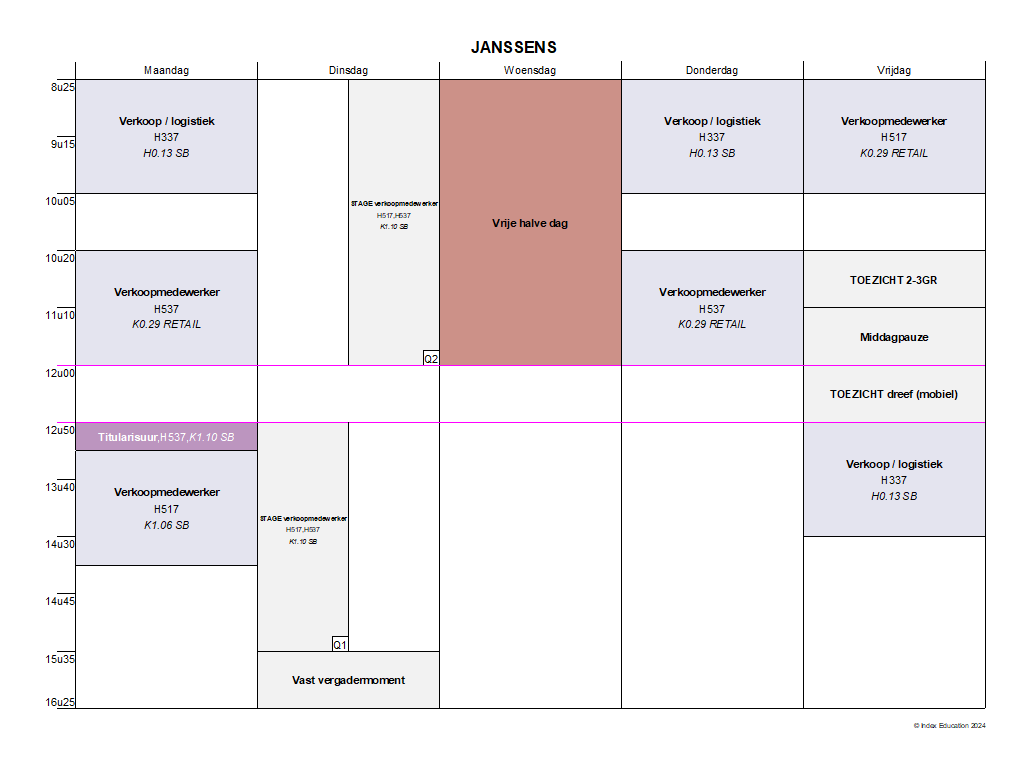 JANSSENS
Maandag
Dinsdag
Woensdag
Donderdag
Vrijdag
8u25
9u15
10u05
10u20
11u10
12u00
12u50
13u40
14u30
14u45
15u35
16u25
Verkoop / logistiek
H337
H0.13 SB
Verkoopmedewerker
H537
K0.29 RETAIL
Titularisuur,H537,K1.10 SB
Verkoopmedewerker
H517
K1.06 SB
STAGE verkoopmedewerker
H517,H537
K1.10 SB
Q2
STAGE verkoopmedewerker
H517,H537
K1.10 SB
Q1
Vast vergadermoment
Vrije halve dag
Verkoop / logistiek
H337
H0.13 SB
Verkoopmedewerker
H537
K0.29 RETAIL
Verkoopmedewerker
H517
K0.29 RETAIL
TOEZICHT 2-3GR
Middagpauze
TOEZICHT dreef (mobiel)
Verkoop / logistiek
H337
H0.13 SB
© Index Education 2024